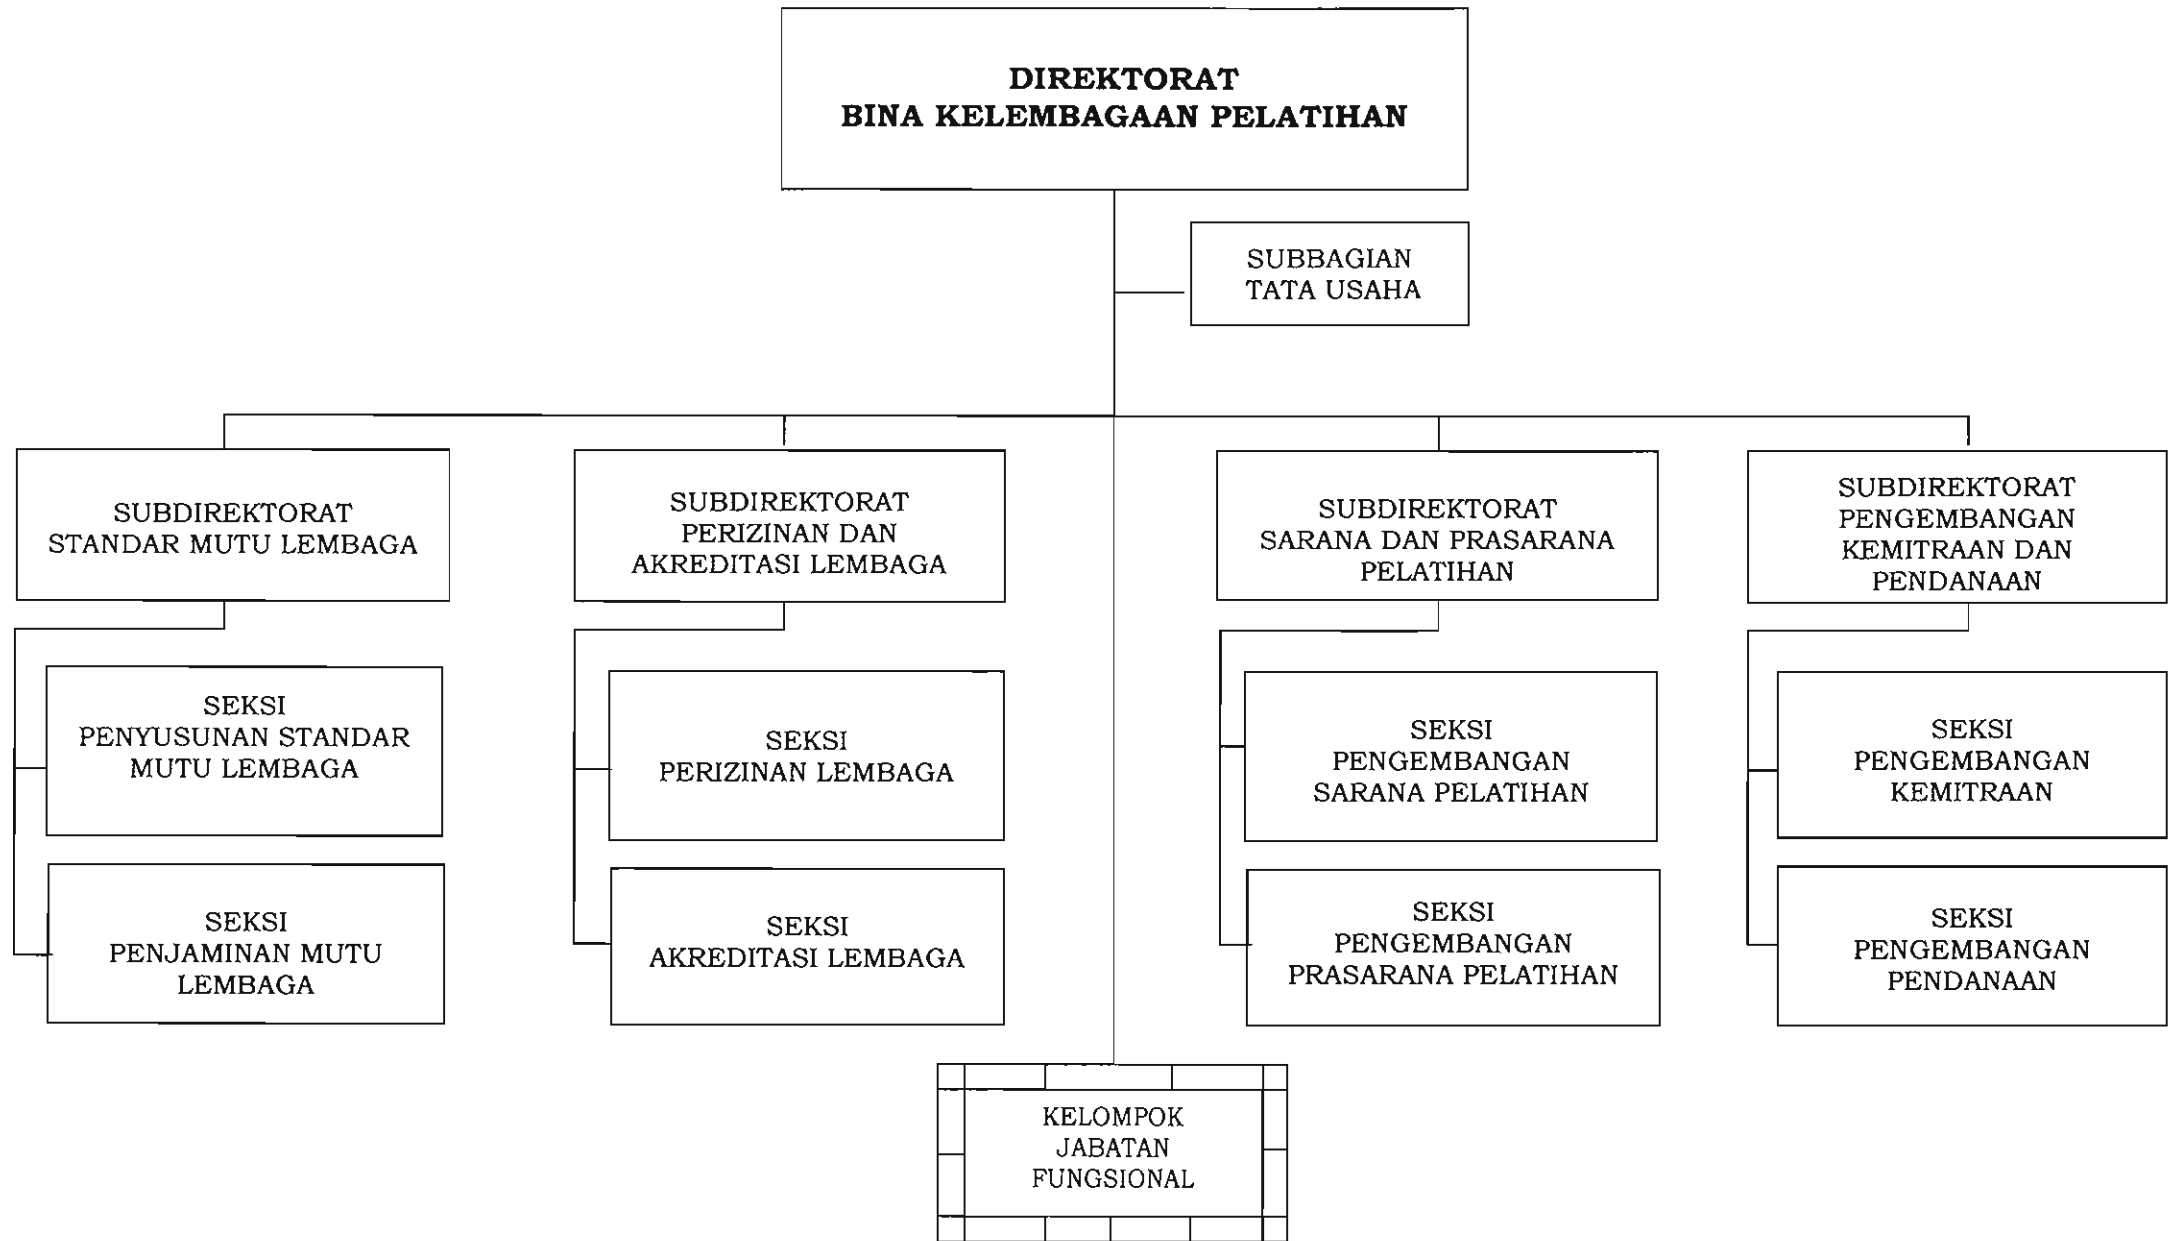 DIREKTORAT
BINA KELEMBAGAAN PELATIHAN
SUBBAGIAN
TATA USAHA
SUBDIREKTORAT
STANDAR MUTU LEMBAGA
SUBDIREKTORAT
PERIZINAN DAN
AKREDITASI LEMBAGA
SUBDIREKTORAT
SARANA DAN PRASARANA
PELATIHAN
SUBDIREKTORAT
PENGEMBANGAN
KEMITRAAN DAN
PENDANAAN
SEKSI
PENYUSUNAN STANDAR
MUTU LEMBAGA
SEKSI
PERIZINAN LEMBAGA
SEKSI
PENGEMBANGAN
SARANA PELATIHAN
SEKSI
PENGEMBANGAN
KEMITRAAN
SEKSI
PENJAMINAN MUTU
LEMBAGA
SEKSI
AKREDITASI LEMBAGA
SEKSI
PENGEMBANGAN
PRASARANA PELATIHAN
SEKSI
PENGEMBANGAN
PENDANAAN
KELOMPOK
JABATAN
FUNGSIONAL